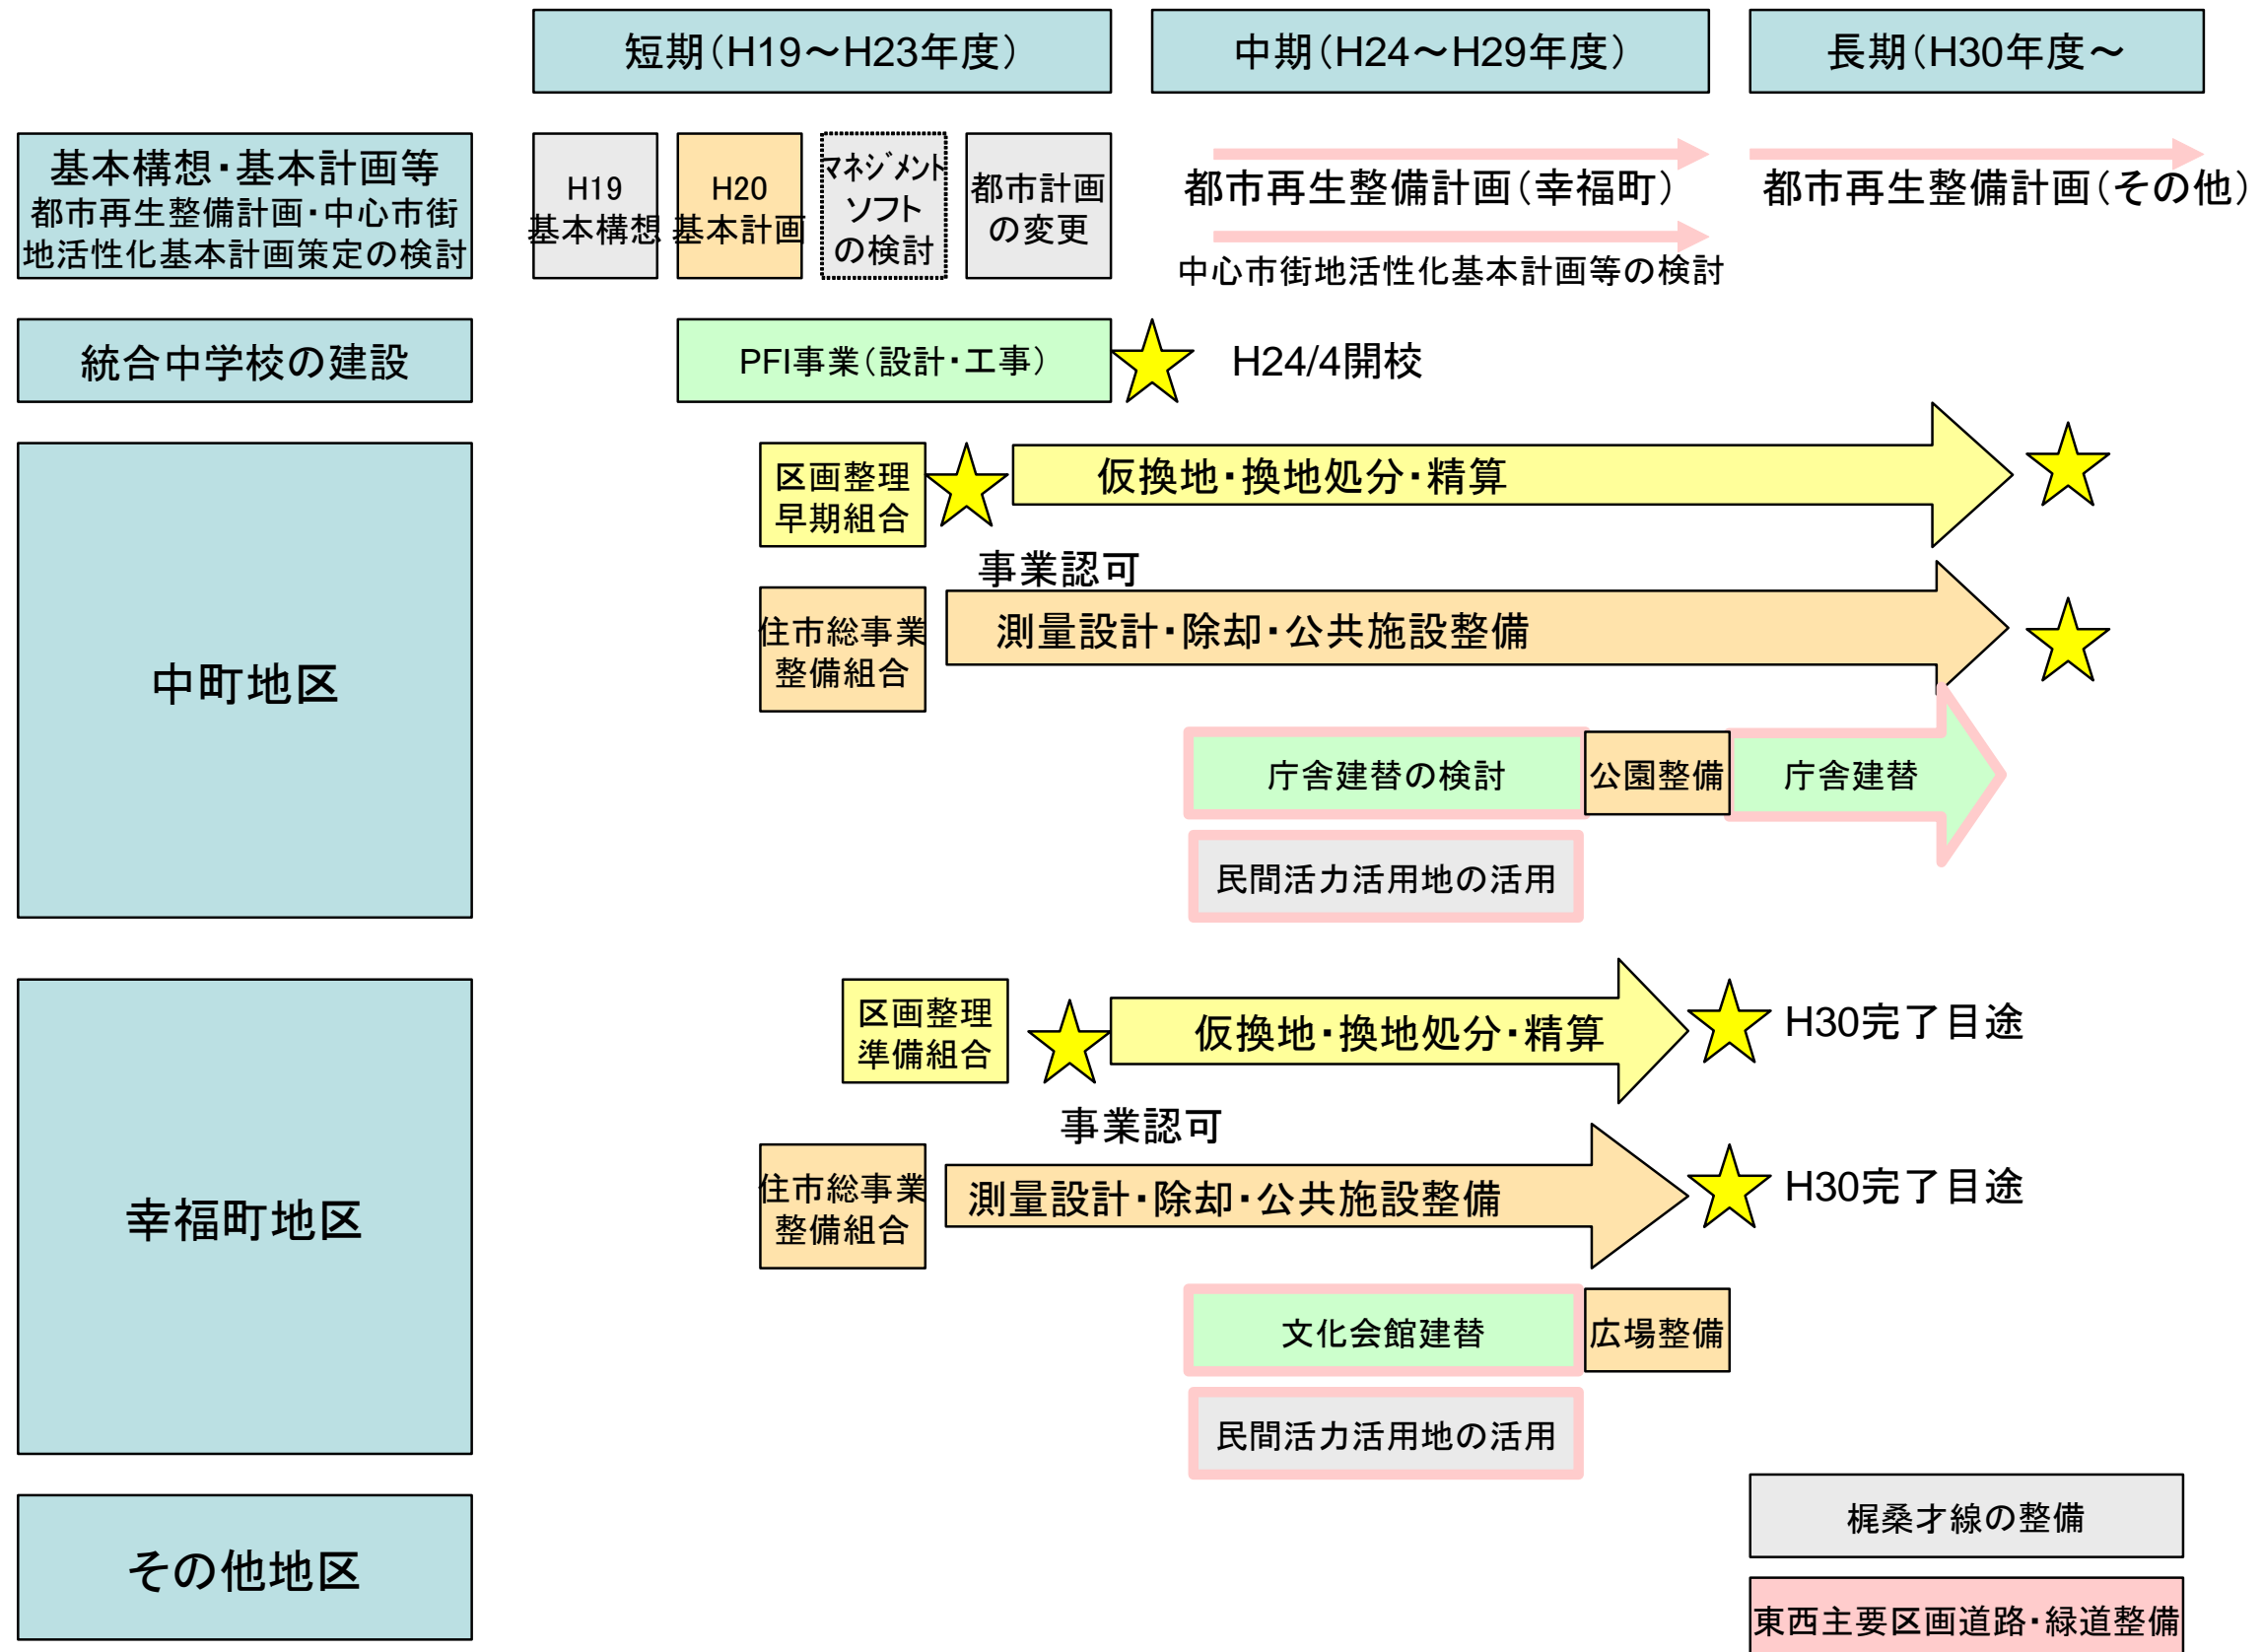 短期（H19～H23年度）
中期（H24～H29年度）
長期（H30年度～
基本構想・基本計画等
都市再生整備計画・中心市街
地活性化基本計画策定の検討
H19
基本構想
H20
基本計画
ﾏﾈｼﾞﾒﾝﾄ
ソフト
の検討
都市計画
の変更
都市再生整備計画（幸福町）
中心市街地活性化基本計画等の検討
都市再生整備計画（その他）
統合中学校の建設
PFI事業（設計・工事）
H24/4開校
中町地区
区画整理
早期組合
仮換地・換地処分・精算
事業認可
住市総事業
整備組合
測量設計・除却・公共施設整備
庁舎建替の検討
公園整備
庁舎建替
民間活力活用地の活用
幸福町地区
区画整理
準備組合
仮換地・換地処分・精算
H30完了目途
事業認可
住市総事業
整備組合
測量設計・除却・公共施設整備
H30完了目途
文化会館建替
広場整備
民間活力活用地の活用
その他地区
梶桑才線の整備
東西主要区画道路・緑道整備